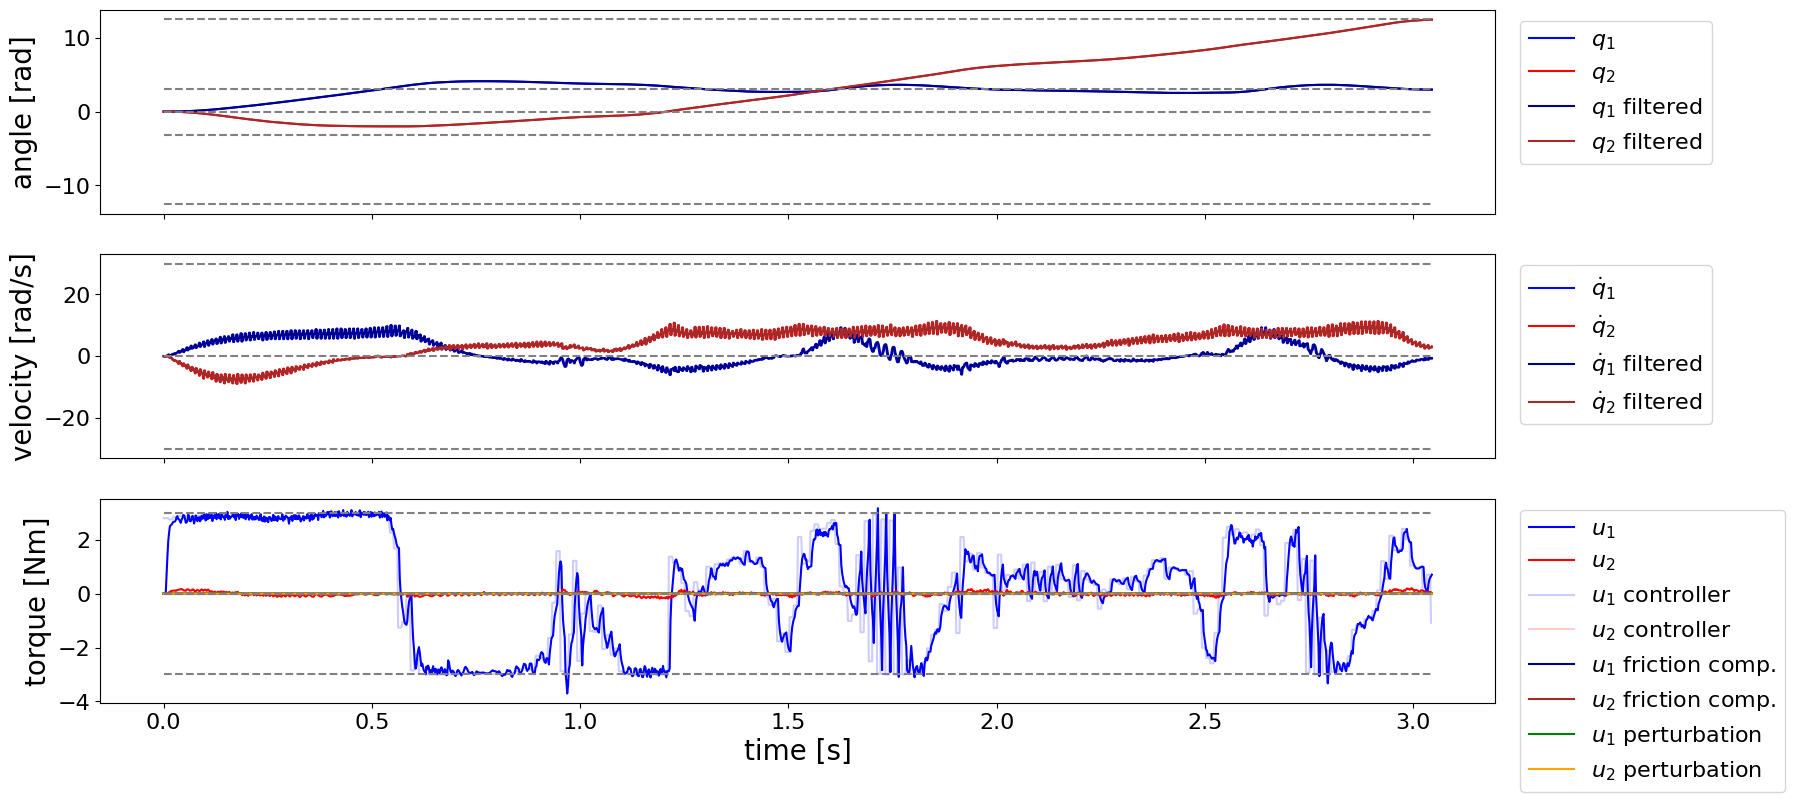 angle [rad]
10
0
−10
q₁
q₂
q₁ filtered
q₂ filtered
velocity [rad/s]
20
0
−20
q̇₁
q̇₂
q̇₁ filtered
q̇₂ filtered
torque [Nm]
2
0
−2
−4
0.0 0.5 1.0 1.5 2.0 2.5 3.0
time [s]
u₁
u₂
u₁ controller
u₂ controller
u₁ friction comp.
u₂ friction comp.
u₁ perturbation
u₂ perturbation